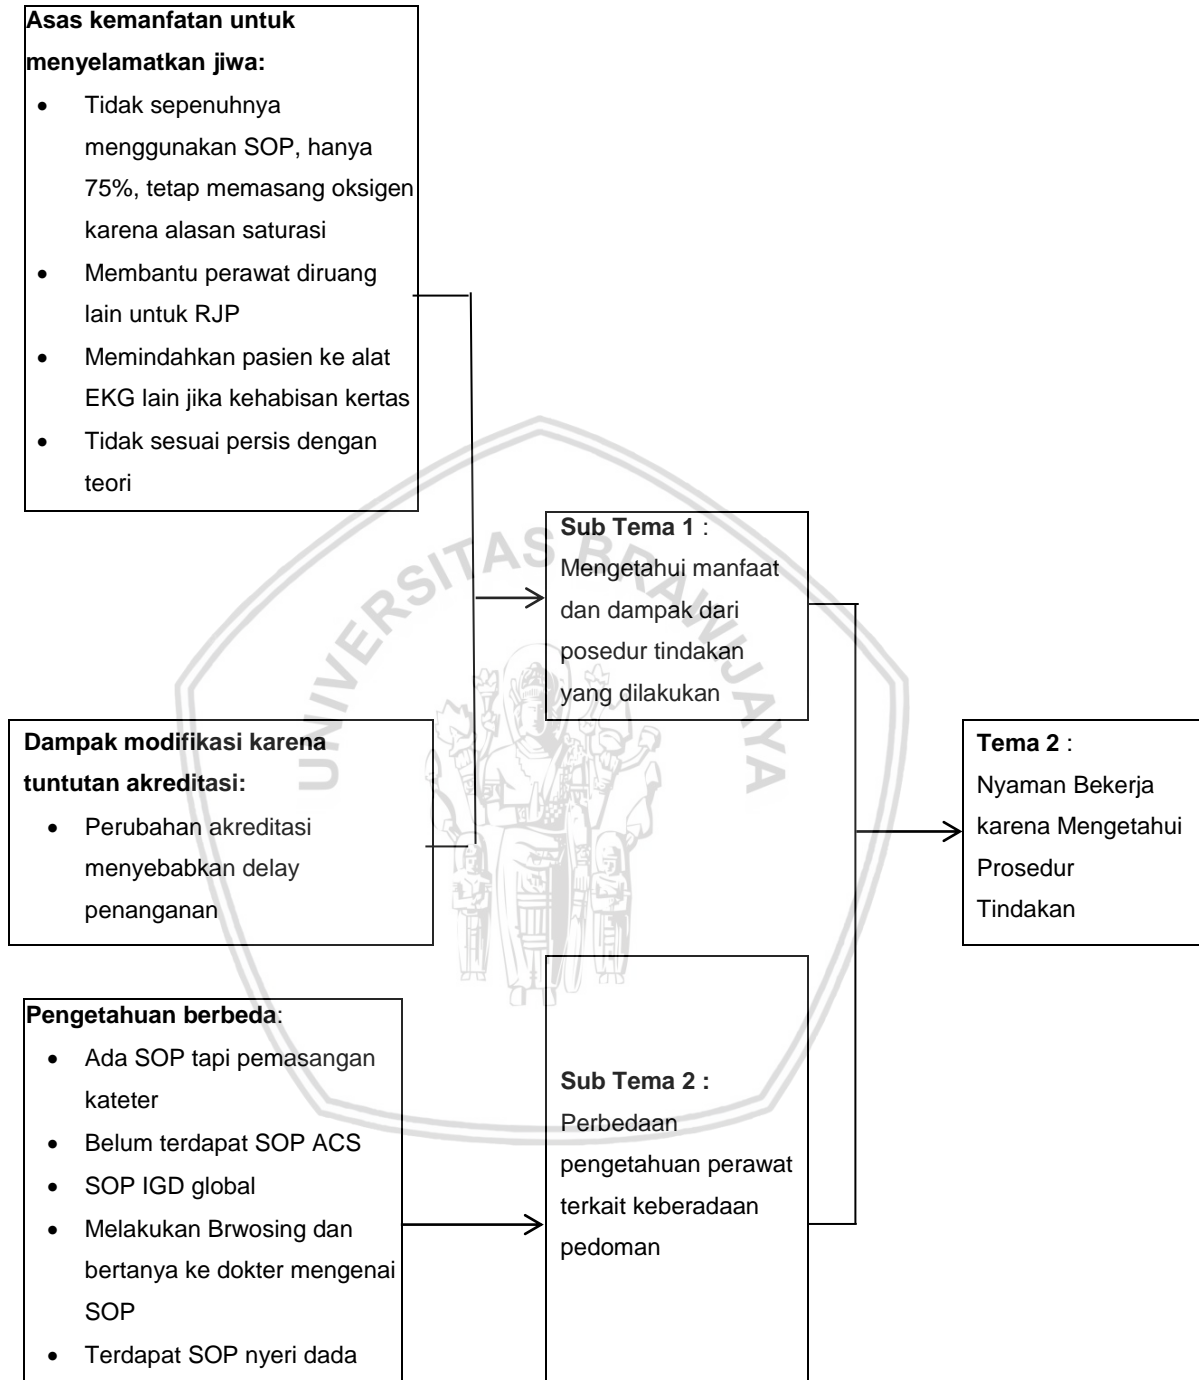 Asas kemanfatan untuk
menyelamatkan jiwa:
• Tidak sepenuhnya
menggunakan SOP, hanya
75%, tetap memasang oksigen
karena alasan saturasi
• Membantu perawat diruang
lain untuk RJP
• Memindahkan pasien ke alat
EKG lain jika kehabisan kertas
• Tidak sesuai persis dengan
teori
Dampak modifikasi karena
tuntutan akreditasi:
• Perubahan akreditasi
menyebabkan delay
penanganan
Pengetahuan berbeda:
• Ada SOP tapi pemasangan
kateter
• Belum terdapat SOP ACS
• SOP IGD global
• Melakukan Brwosing dan
bertanya ke dokter mengenai
SOP
• Terdapat SOP nyeri dada
Sub Tema 1 :
Mengetahui manfaat
dan dampak dari
posedur tindakan
yang dilakukan
Sub Tema 2 :
Perbedaan
pengetahuan perawat
terkait keberadaan
pedoman
Tema 2 :
Nyaman Bekerja
karena Mengetahui
Prosedur
Tindakan
UNIVERSITAS BRAWIJAYA